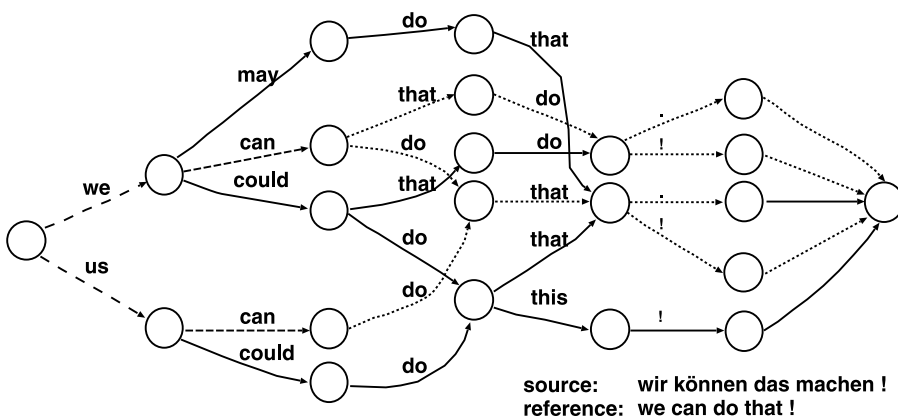 do
that
may
that
do
.
can
do
do
!
could
that
we
that
.
do
that
!
us
do
can
this
!
could
do
source: wir können das machen !
reference: we can do that !